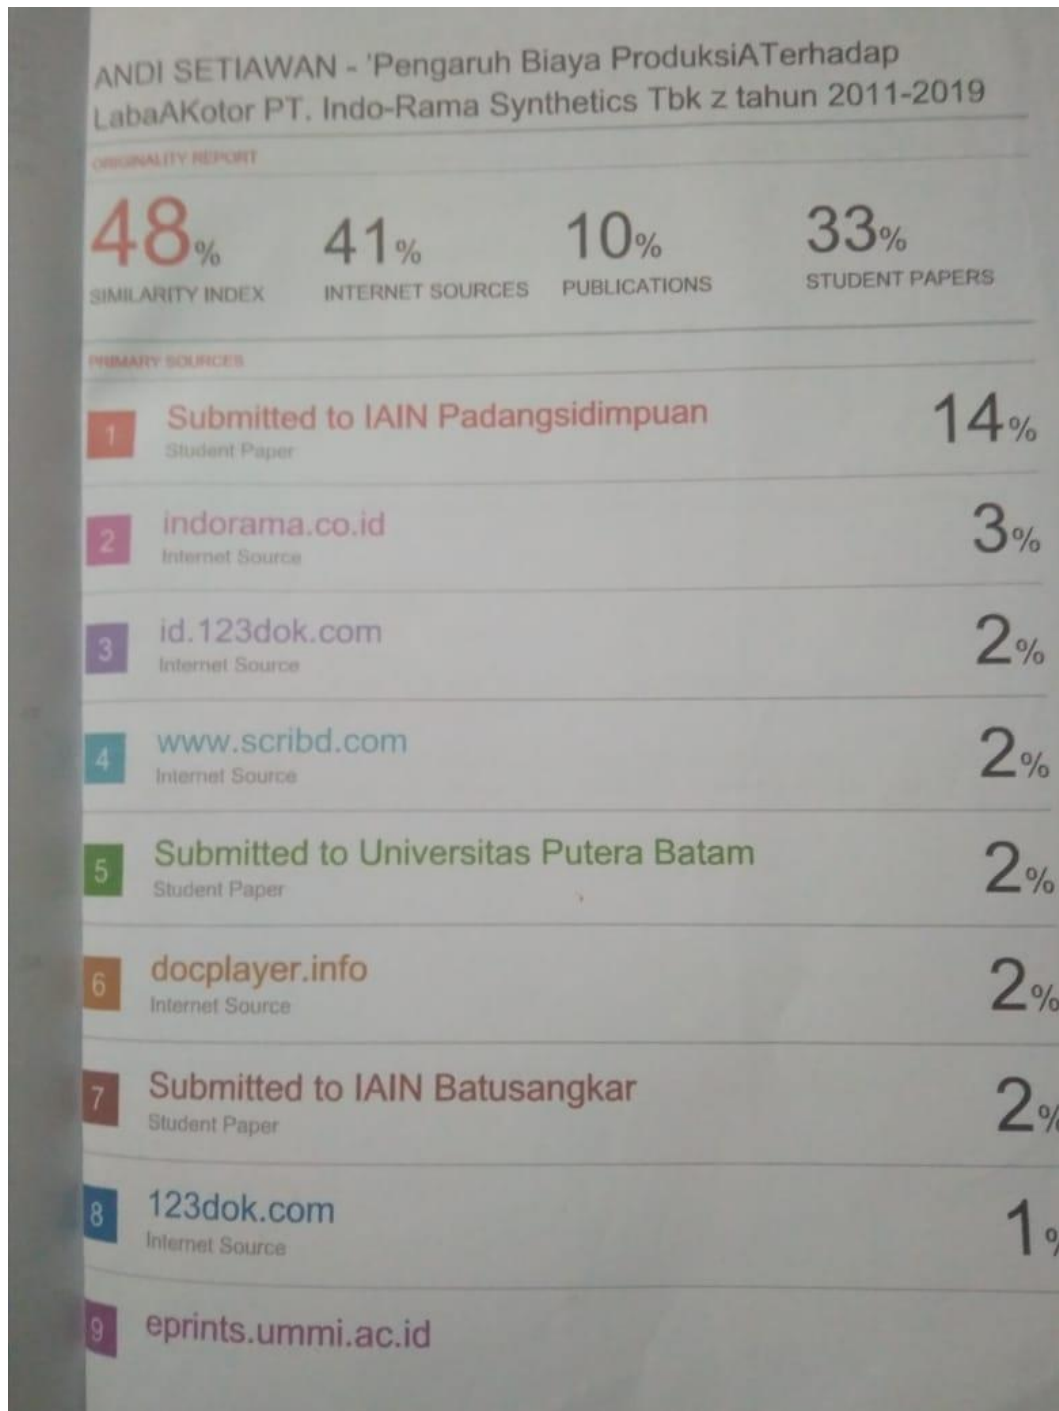 ANDI SETIAWAN - 'Pengaruh Biaya ProduksiATerhadap
LabaAKotor PT. Indo-Rama Synthetics Tbk z tahun 2011-2019
ORIGINALITY REPORT
48% 41% 10% 33%
SIMILARITY INDEX INTERNET SOURCES PUBLICATIONS STUDENT PAPERS
PRIMARY SOURCES
1 Submitted to IAIN Padangsidimpuan 14%
Student Paper
2 indorama.co.id 3%
Internet Source
3 id.123dok.com 2%
Internet Source
4 www.scribd.com 2%
Internet Source
5 Submitted to Universitas Putera Batam 2%
Student Paper
6 docplayer.info 2%
Internet Source
7 Submitted to IAIN Batusangkar 2%
Student Paper
8 123dok.com 1%
Internet Source
9 eprints.ummi.ac.id